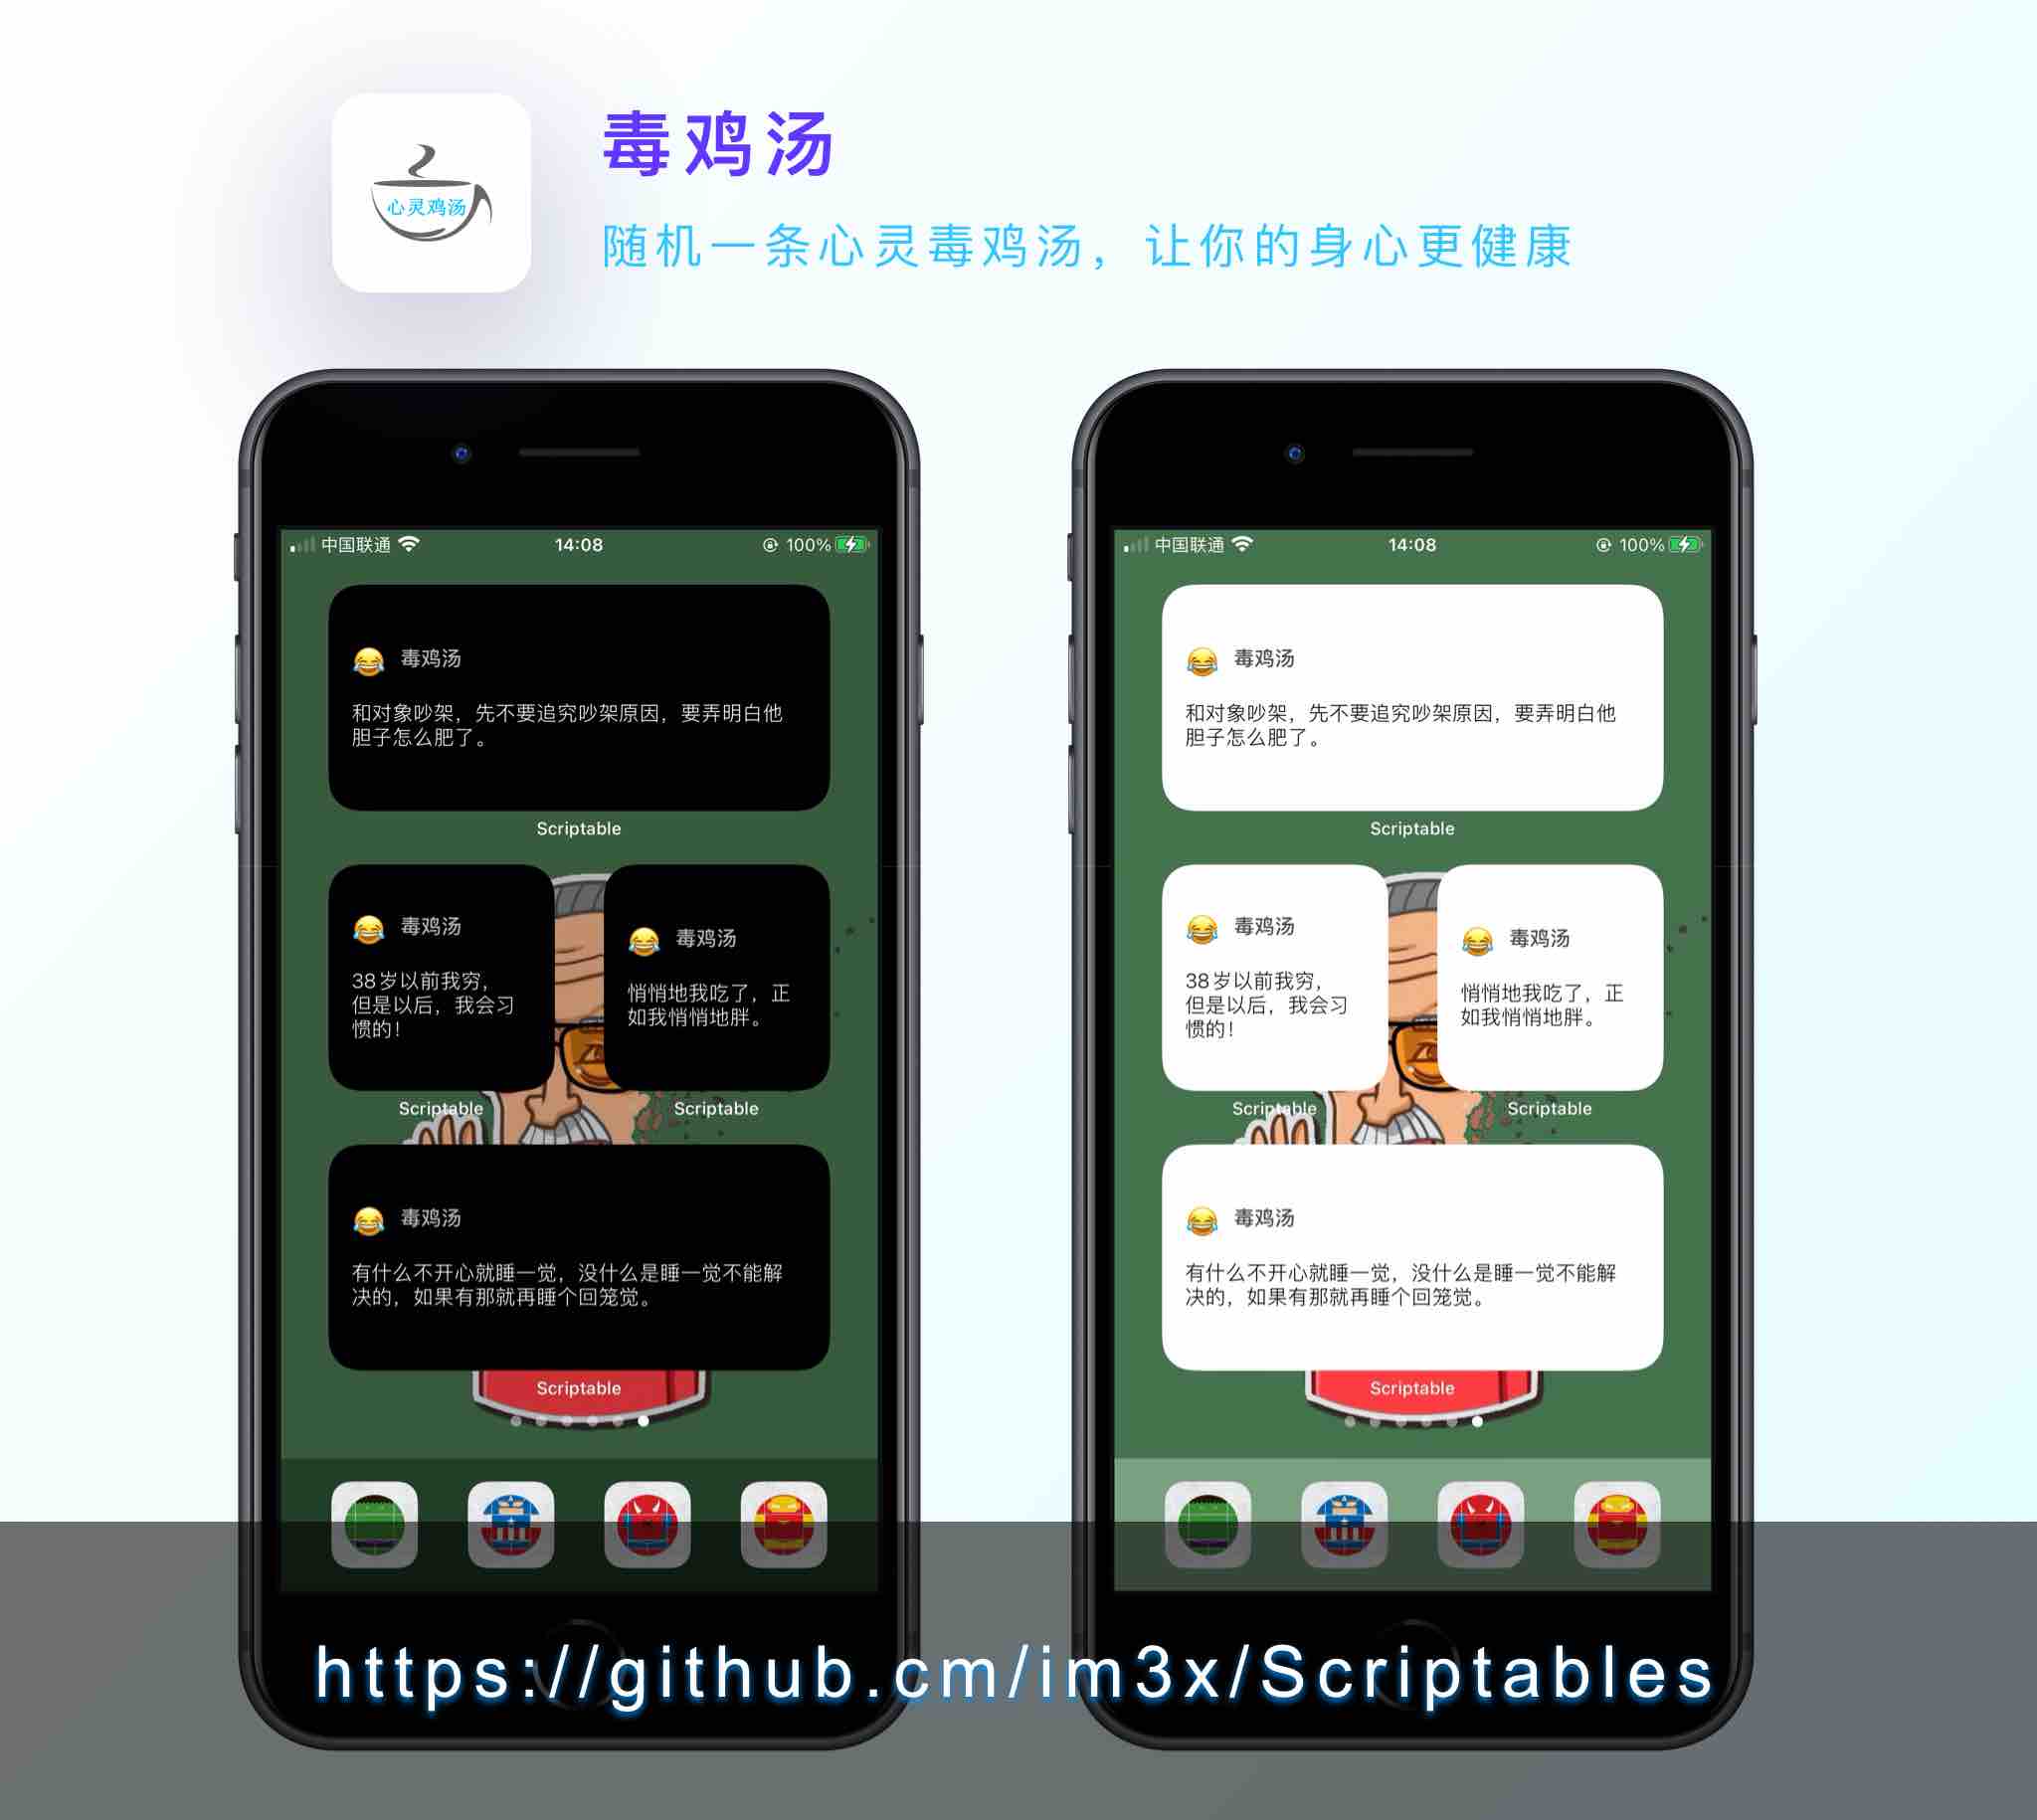 毒鸡汤
心灵鸡汤
随机一条心灵毒鸡汤，让你的身心更健康
中国联通
14:08
100%
毒鸡汤
和对象吵架，先不要追究吵架原因，要弄明白他
胆子怎么肥了。
Scriptable
毒鸡汤
38岁以前我穷，
但是以后，我会习
惯的！
Scriptable
毒鸡汤
悄悄地我吃了，正
如我悄悄地胖。
Scriptable
毒鸡汤
有什么不开心就睡一觉，没什么是睡一觉不能解
决的，如果有那就再睡个回笼觉。
Scriptable
中国联通
14:08
100%
毒鸡汤
和对象吵架，先不要追究吵架原因，要弄明白他
胆子怎么肥了。
Scriptable
毒鸡汤
38岁以前我穷，
但是以后，我会习
惯的！
Scriptable
毒鸡汤
悄悄地我吃了，正
如我悄悄地胖。
Scriptable
毒鸡汤
有什么不开心就睡一觉，没什么是睡一觉不能解
决的，如果有那就再睡个回笼觉。
Scriptable
https://github.cm/im3x/Scriptables